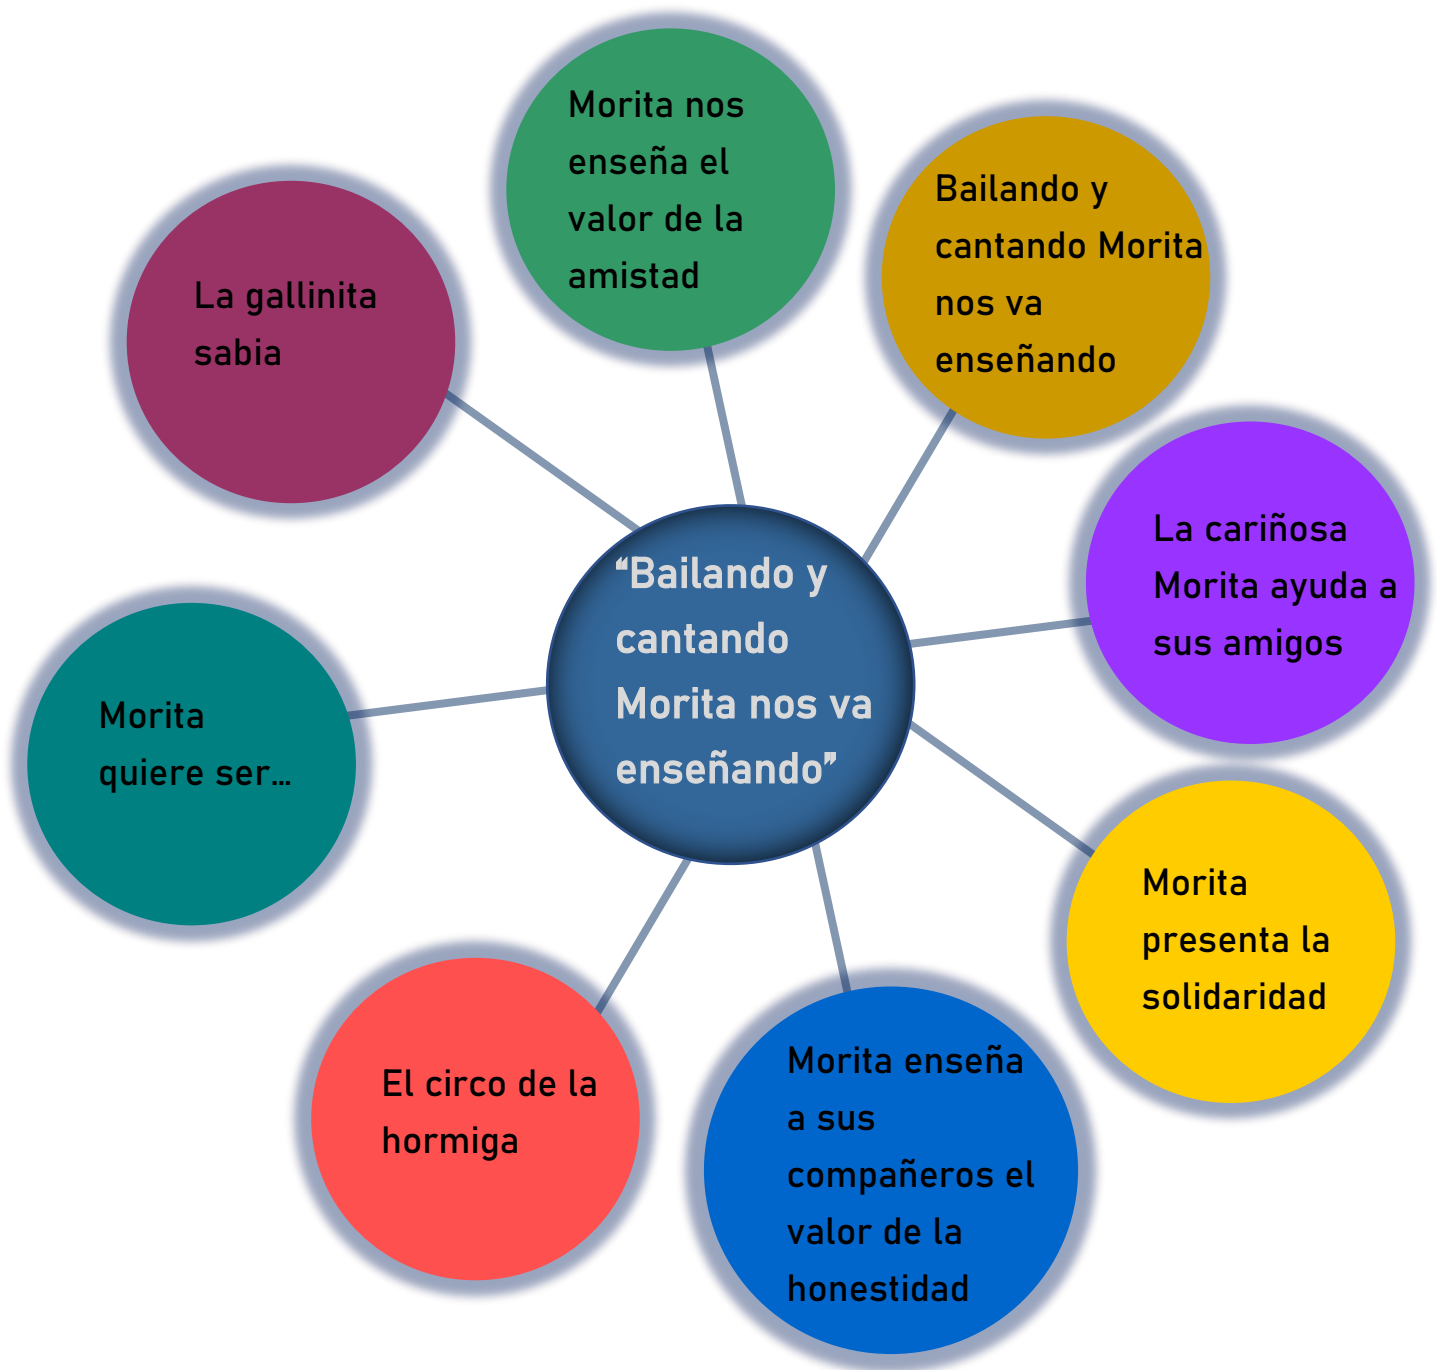 Morita nos
enseña el
valor de la
amistad
Bailando y
cantando Morita
nos va
enseñando
La gallinita
sabia
La cariñosa
Morita ayuda a
sus amigos
“Bailando y
cantando
Morita nos va
enseñando”
Morita
quiere ser...
Morita
presenta la
solidaridad
El circo de la
hormiga
Morita enseña
a sus
compañeros el
valor de la
honestidad